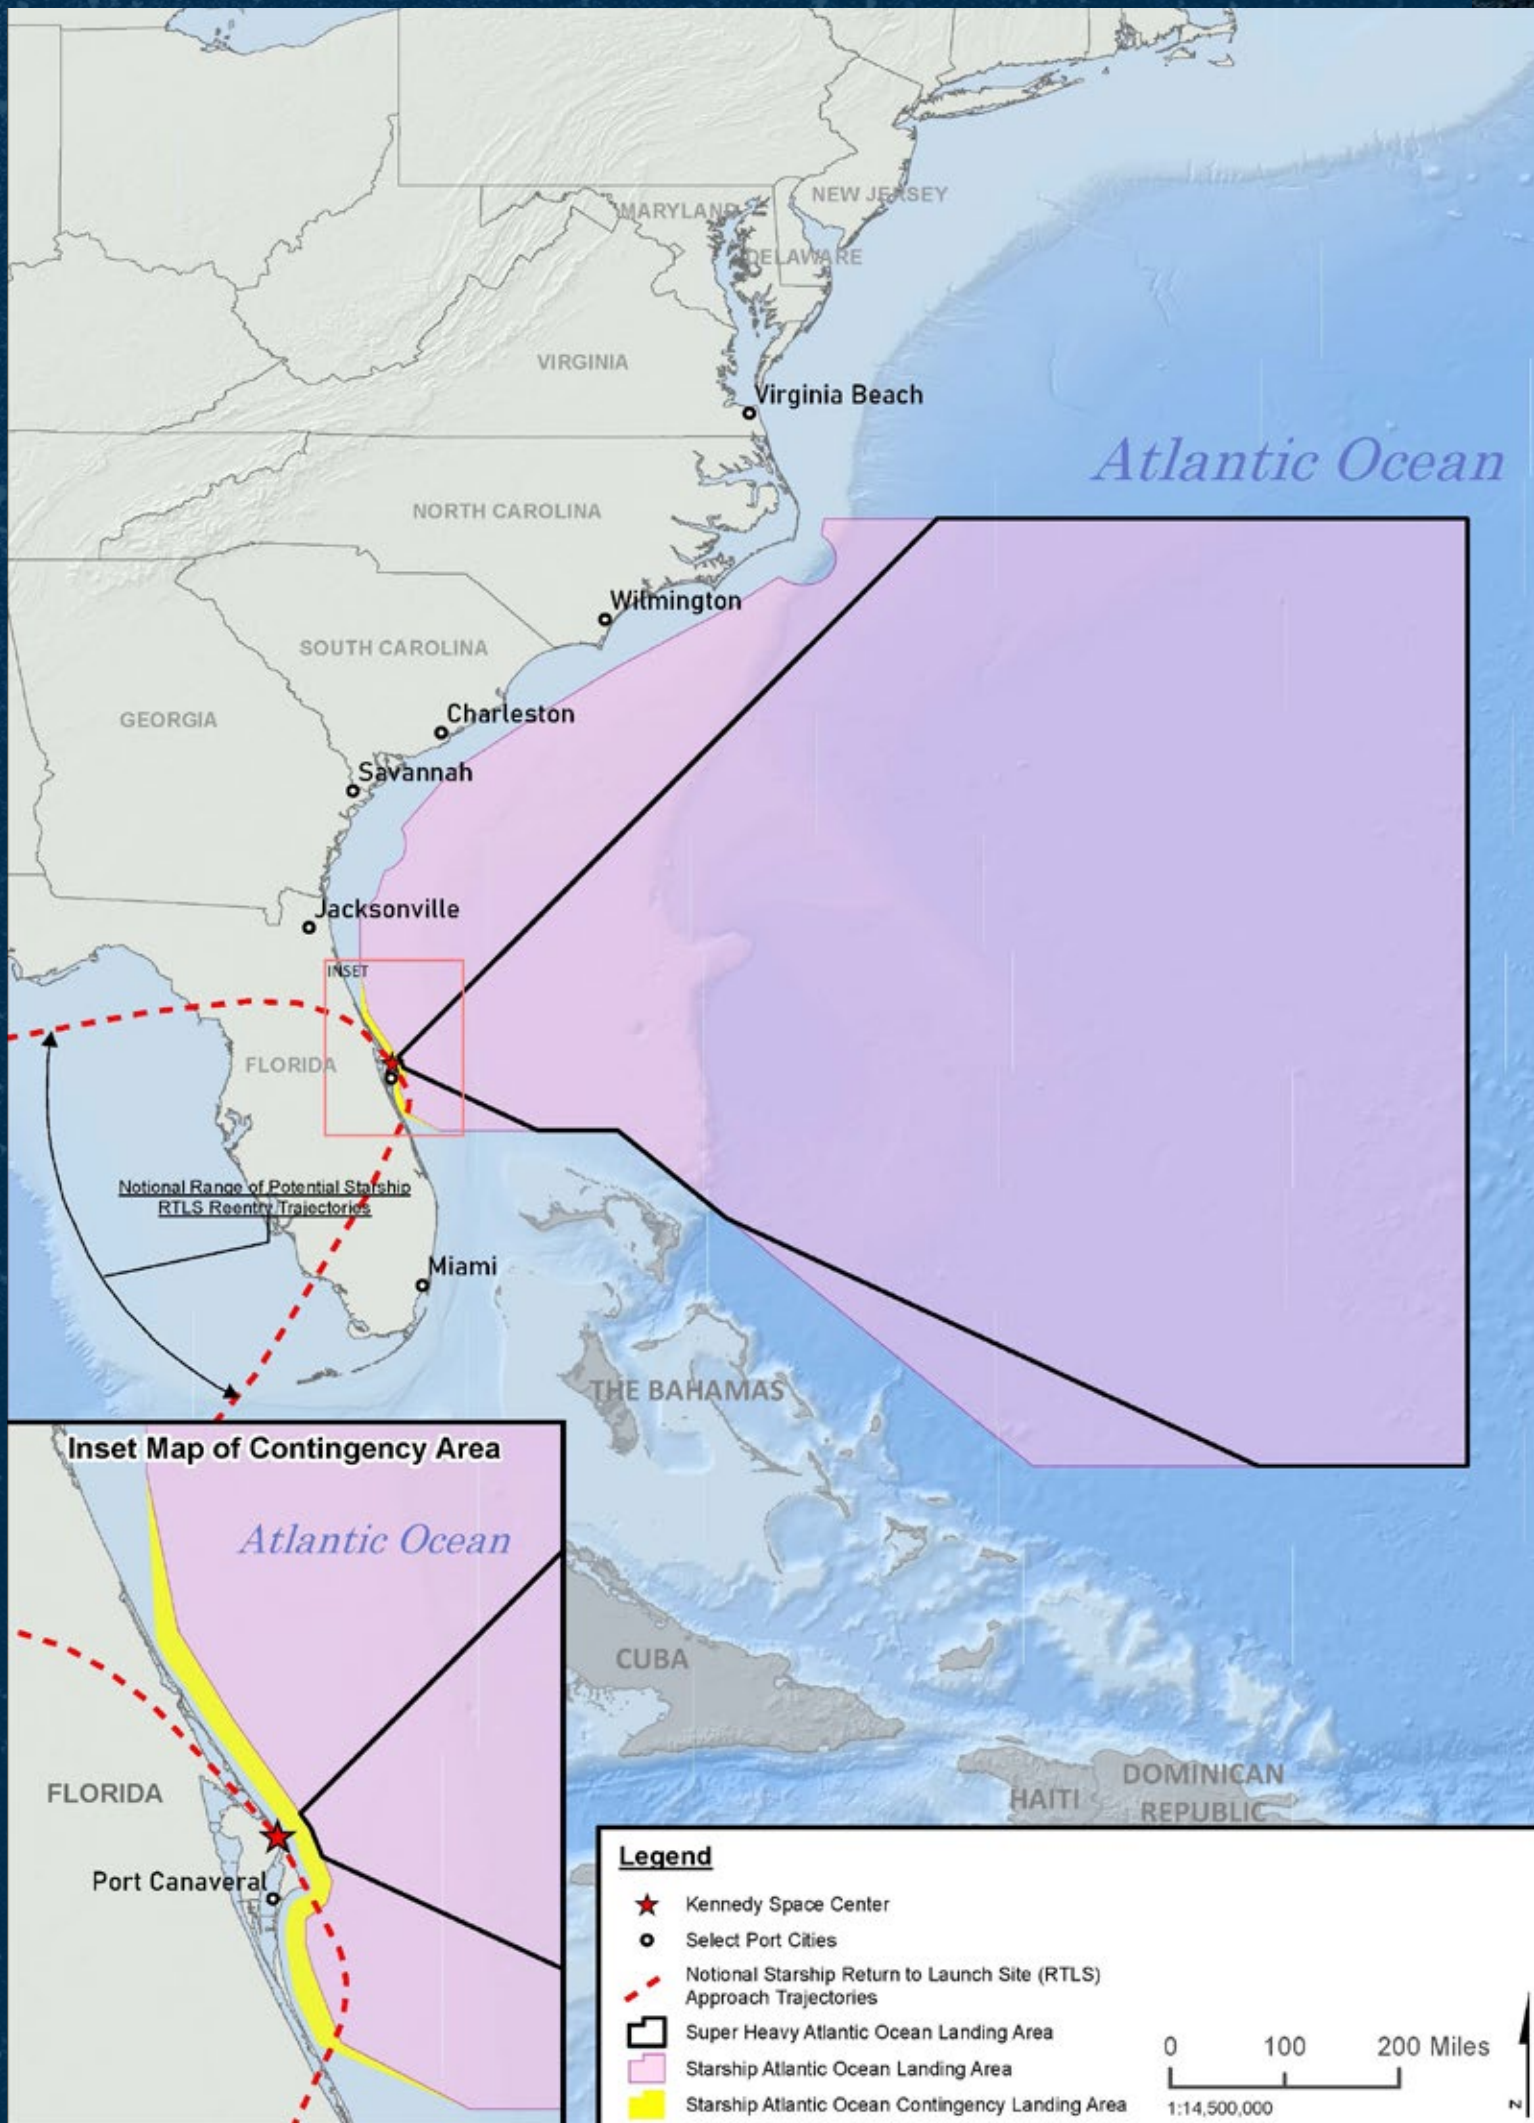 NEW JERSEY
MARYLAND
DELAWARE
VIRGINIA
Virginia Beach
Atlantic Ocean
NORTH CAROLINA
Wilmington
SOUTH CAROLINA
Charleston
GEORGIA
Savannah
Jacksonville
INSET
FLORIDA
Notional Range of Potential Starship
RTLS Reentry Trajectories
Miami
THE BAHAMAS
CUBA
HAITI
DOMINICAN
REPUBLIC
Inset Map of Contingency Area
Atlantic Ocean
FLORIDA
Port Canaveral
Legend
Kennedy Space Center
Select Port Cities
Notional Starship Return to Launch Site (RTLS)
Approach Trajectories
Super Heavy Atlantic Ocean Landing Area
Starship Atlantic Ocean Landing Area
Starship Atlantic Ocean Contingency Landing Area
0 100 200 Miles
1:14,500,000
N